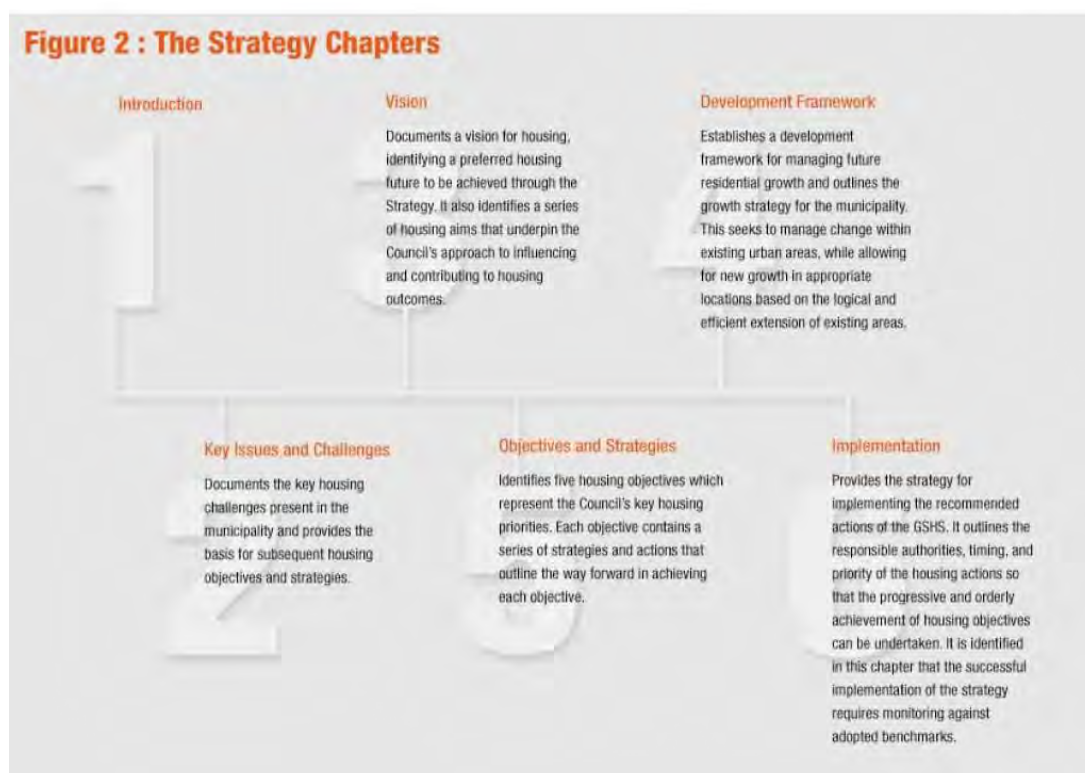 Figure 2 : The Strategy Chapters
Introduction
1
Vision
3
Documents a vision for housing,
identifying a preferred housing
future to be achieved through the
Strategy. It also identifies a series
of housing aims that underpin the
Council's approach to influencing
and contributing to housing
outcomes.
Development Framework
4
Establishes a development
framework for managing future
residential growth and outlines the
growth strategy for the municipality.
This seeks to manage change within
existing urban areas, while allowing
for new growth in appropriate
locations based on the logical and
efficient extension of existing areas.
Key Issues and Challenges
2
Documents the key housing
challenges present in the
municipality and provides the
basis for subsequent housing
objectives and strategies.
Objectives and Strategies
Identifies five housing objectives which
represent the Council's key housing
priorities. Each objective contains a
series of strategies and actions that
outline the way forward in achieving
each objective.
Implementation
Provides the strategy for
implementing the recommended
actions of the GSHS. It outlines the
responsible authorities, timing, and
priority of the housing actions so
that the progressive and orderly
achievement of housing objectives
can be undertaken. It is identified
in this chapter that the successful
implementation of the strategy
requires monitoring against
adopted benchmarks.